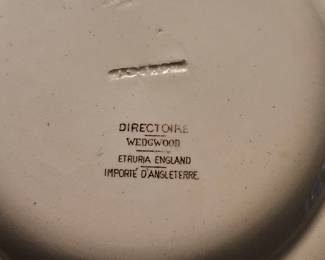 DIRECTOIRE
WEDGWOOD
ETRURIA ENGLAND
IMPORTÉ D'ANGLETERRE